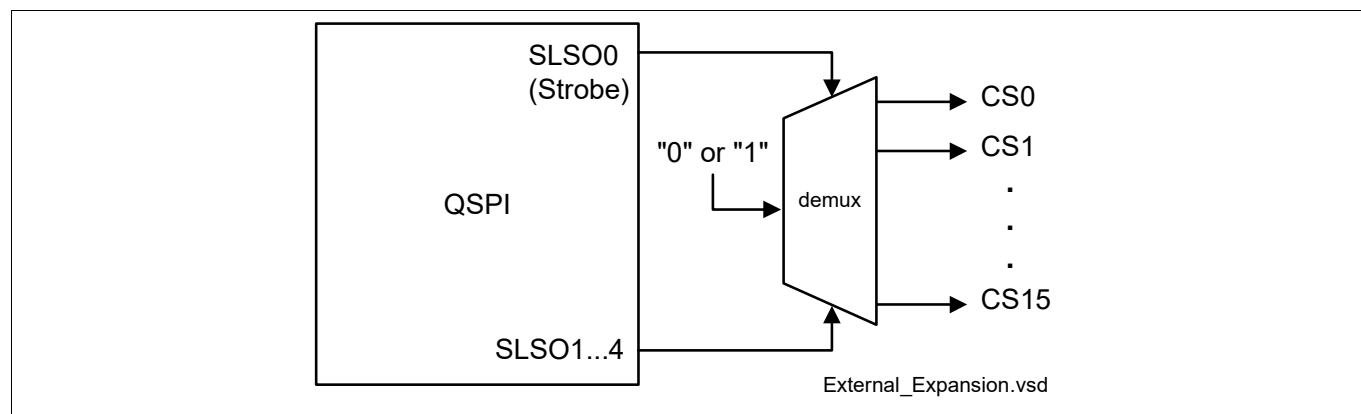 SLSO0
(Strobe)
CS0
"0" or "1"
CS1
QSPI
demux
.
.
.
CS15
SLSO1...4
External_Expansion.vsd